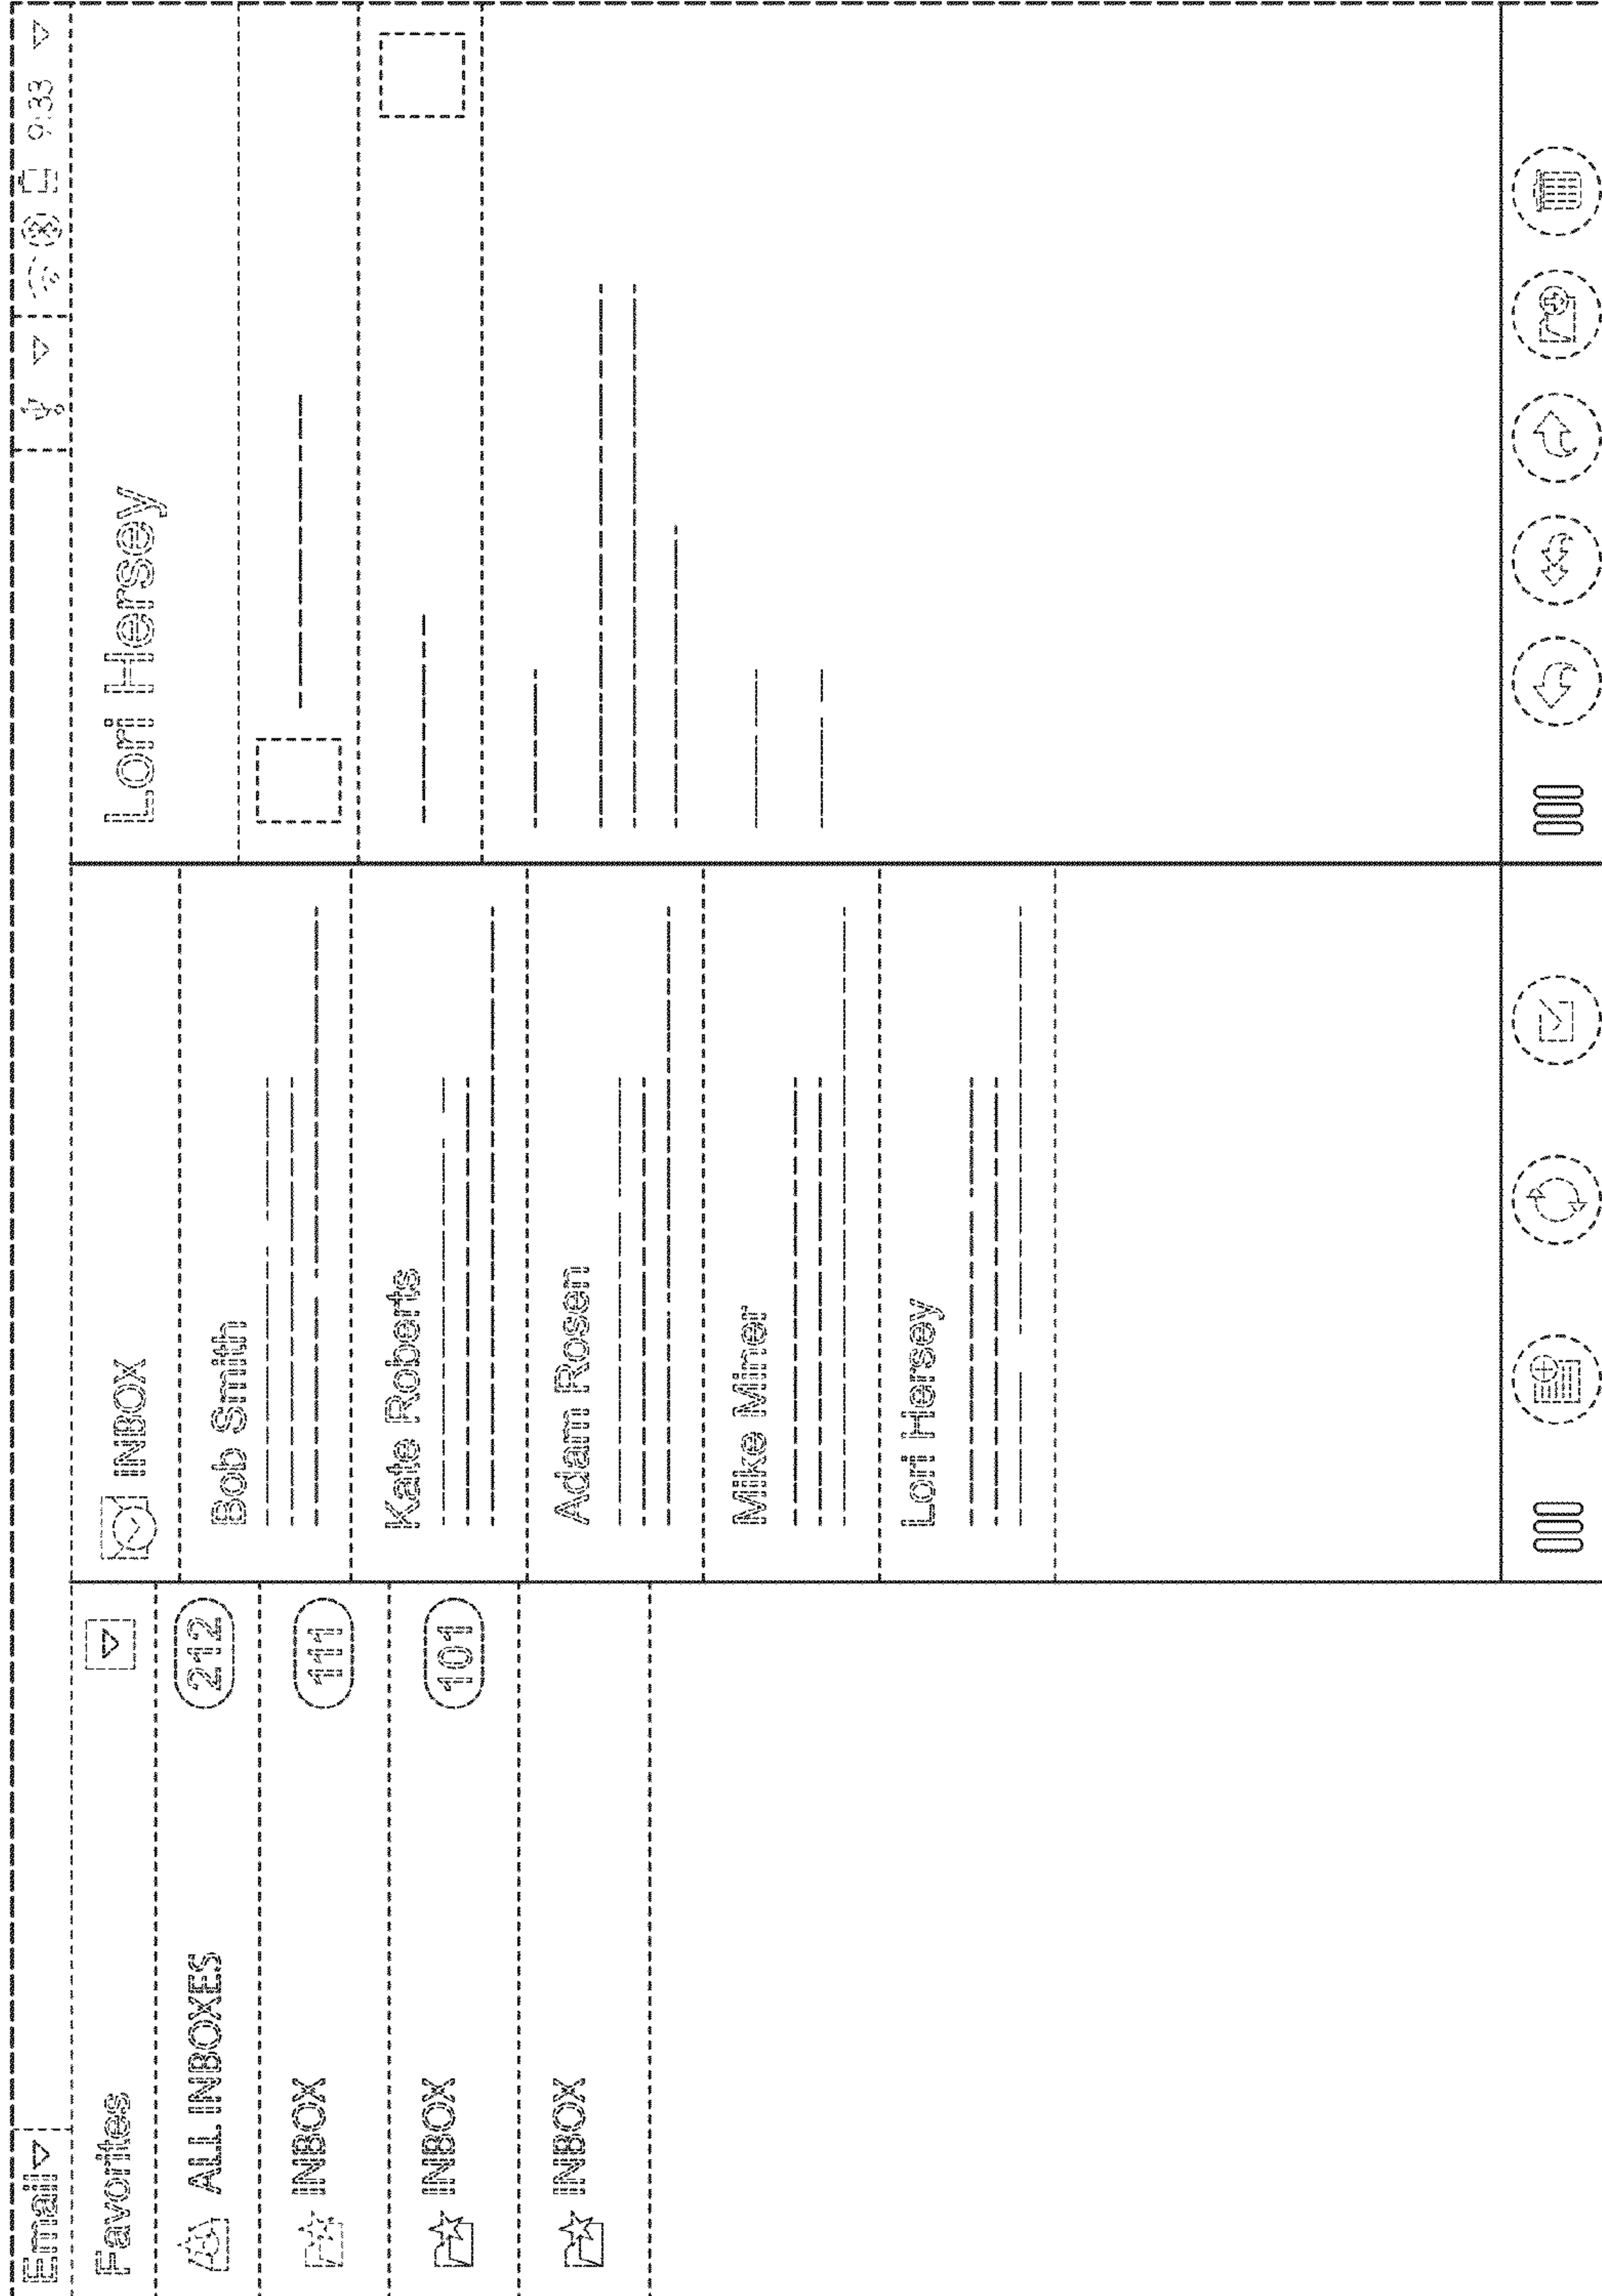 Email
9:33
Favorites
ALL INBOXES 212
INBOX 111
INBOX 101
INBOX
INBOX
Bob Smith
Kate Roberts
Adam Rosen
Mike Miner
Lori Hersey
Lori Hersey